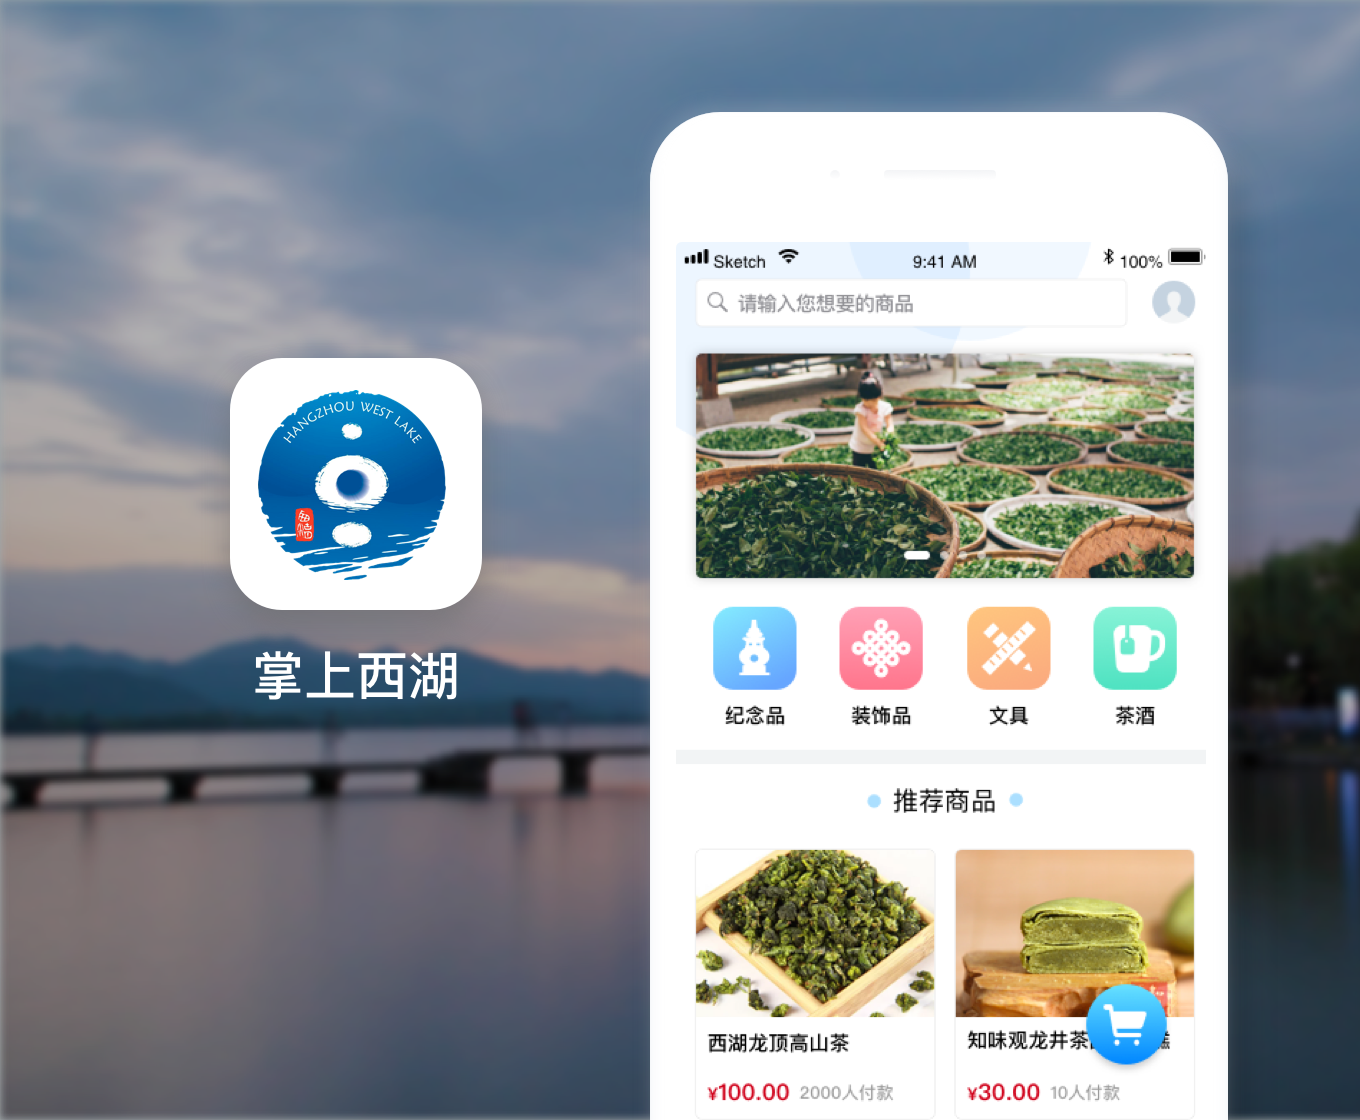 HANGZHOU WEST LAKE
掌上西湖
Sketch 9:41 AM 100%
请输入您想要的商品
纪念品 装饰品 文具 茶酒
推荐商品
西湖龙顶高山茶
¥100.00 2000人付款
知味观龙井茶 糕
¥30.00 10人付款